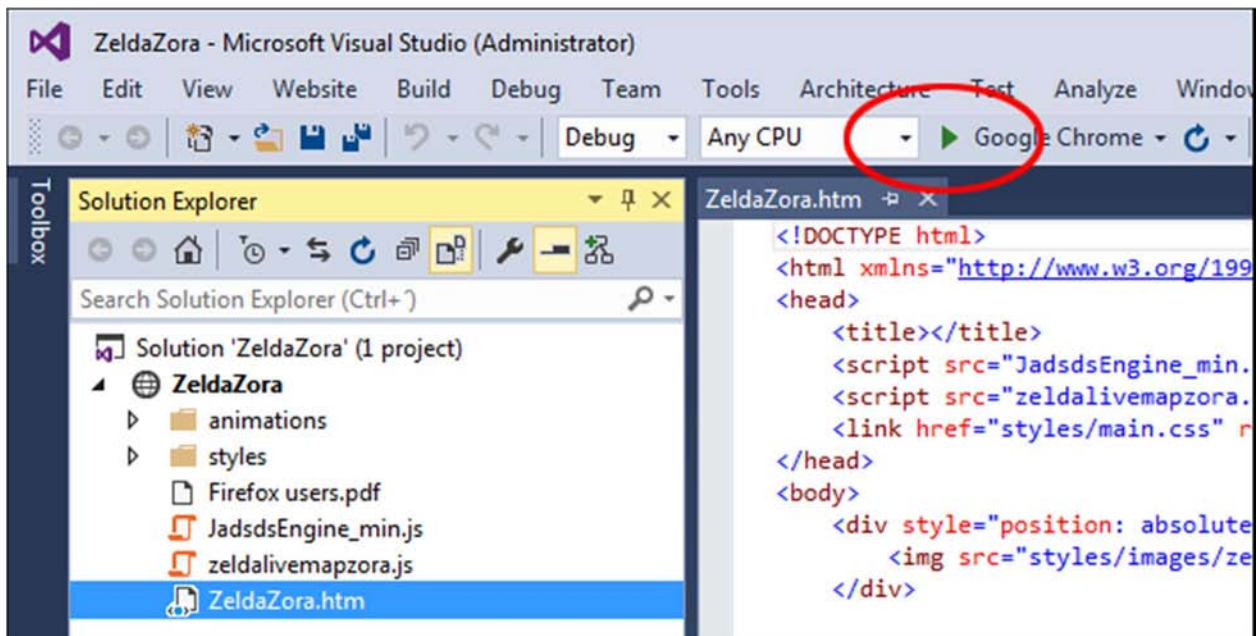 ZeldaZora - Microsoft Visual Studio (Administrator)
File Edit View Website Build Debug Team Tools Architecture Test Analyze Window
Debug Any CPU Google Chrome
Toolbox
Solution Explorer
Search Solution Explorer (Ctrl+´)
Solution 'ZeldaZora' (1 project)
ZeldaZora
animations
styles
Firefox users.pdf
JadsdsEngine_min.js
zeldalivemapzora.js
ZeldaZora.htm
ZeldaZora.htm
<!DOCTYPE html>
<html xmlns="http://www.w3.org/199
<head>
<title></title>
<script src="JadsdsEngine_min.
<script src="zeldalivemapzora.
<link href="styles/main.css" r
</head>
<body>
<div style="position: absolute
<img src="styles/images/ze
</div>